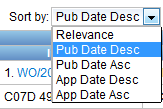 Sort by: Pub Date Desc
Relevance
Pub Date Desc
1. WO/20
Pub Date Asc
App Date Desc
C07D 49
App Date Asc